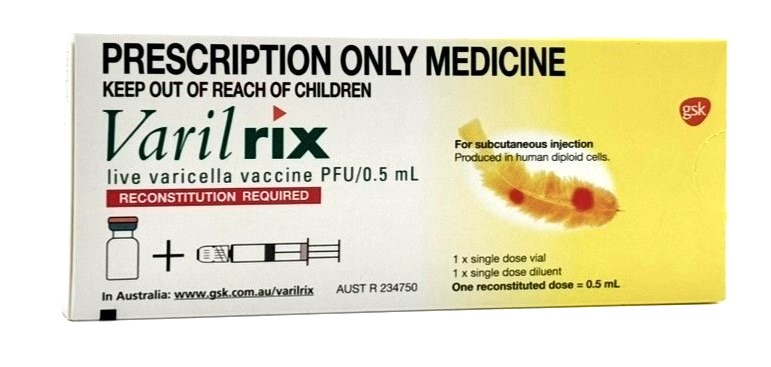 PRESCRIPTION ONLY MEDICINE
KEEP OUT OF REACH OF CHILDREN
Varilrix
live varicella vaccine PFU/0.5 mL
RECONSTITUTION REQUIRED
In Australia: www.gsk.com.au/varilrix AUST R 234750
gsk
For subcutaneous injection
Produced in human diploid cells.
1 x single dose vial
1 x single dose diluent
One reconstituted dose = 0.5 mL